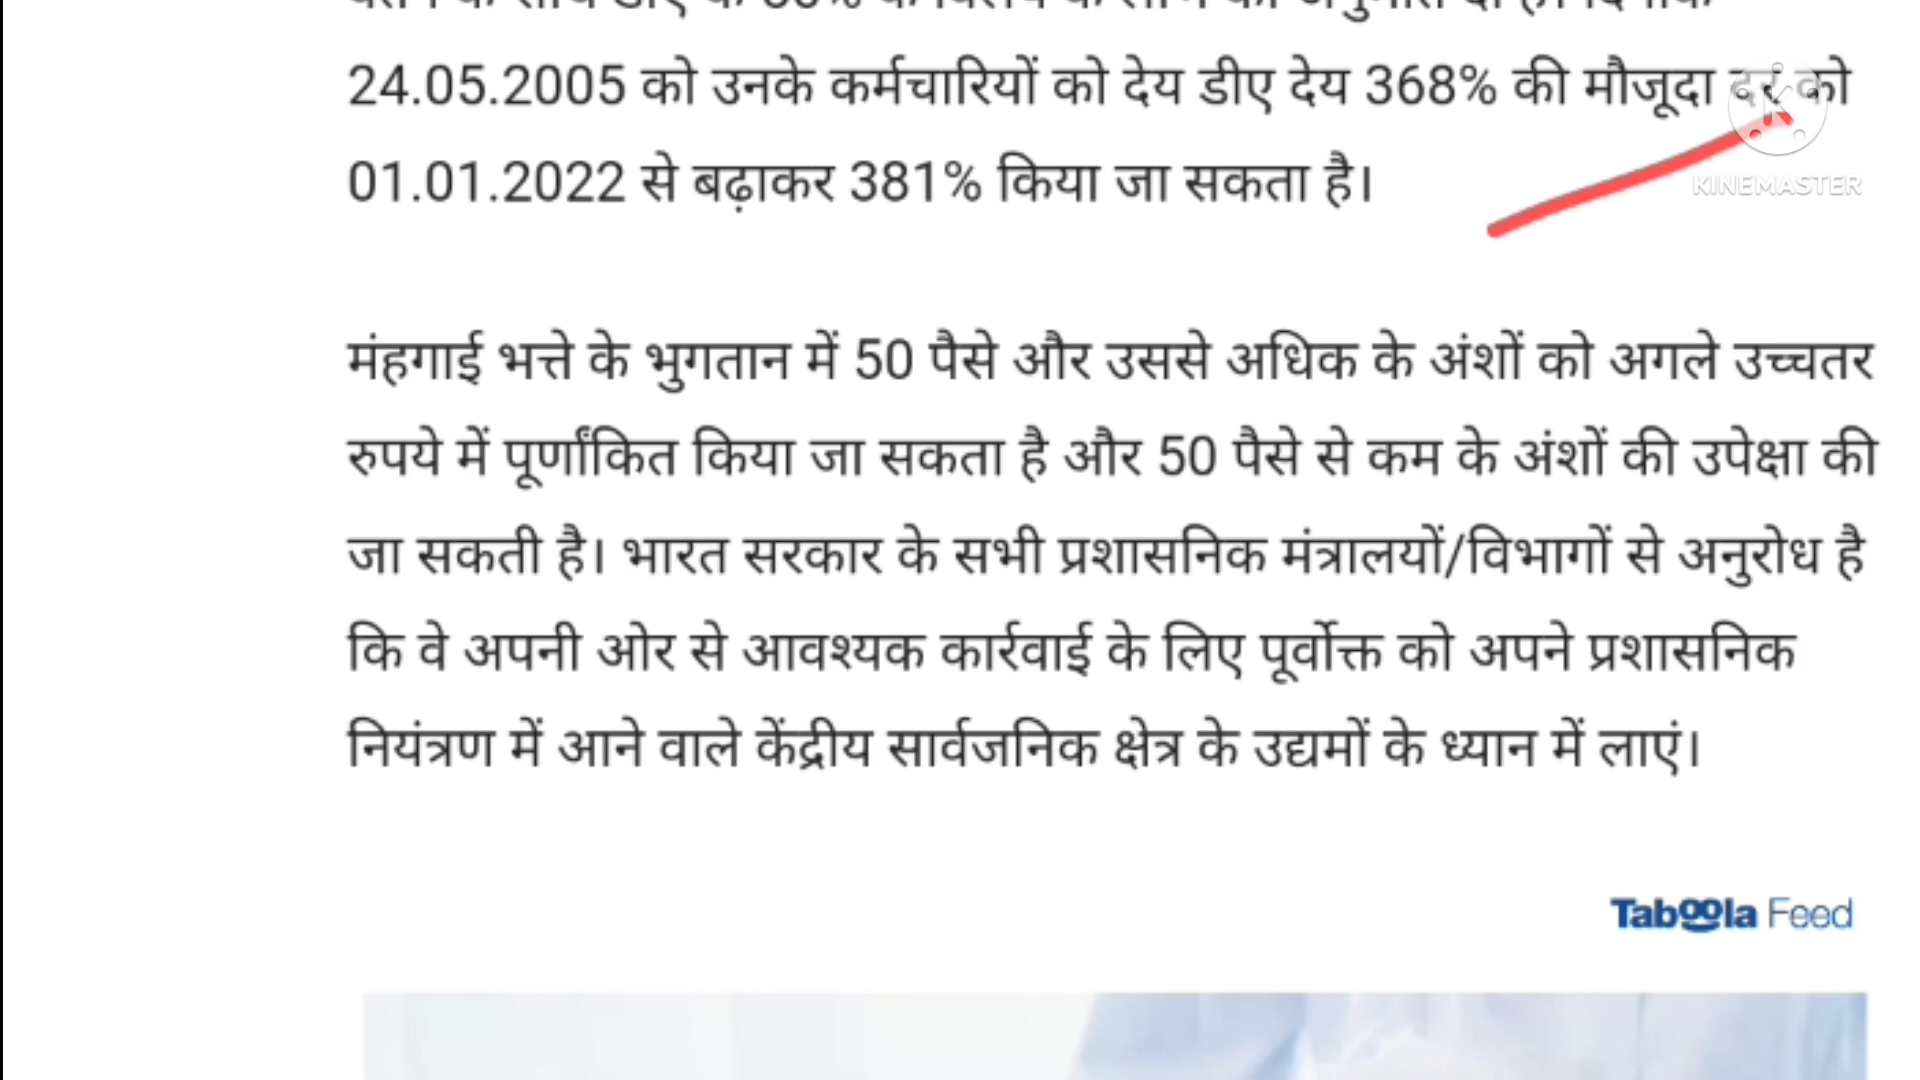 24.05.2005 को उनके कर्मचारियों को देय डीए देय 368% की मौजूदा दर को
01.01.2022 से बढ़ाकर 381% किया जा सकता है।
मंहगाई भत्ते के भुगतान में 50 पैसे और उससे अधिक के अंशों को अगले उच्चतर
रुपये में पूर्णांकित किया जा सकता है और 50 पैसे से कम के अंशों की उपेक्षा की
जा सकती है। भारत सरकार के सभी प्रशासनिक मंत्रालयों/विभागों से अनुरोध है
कि वे अपनी ओर से आवश्यक कार्रवाई के लिए पूर्वोक्त को अपने प्रशासनिक
नियंत्रण में आने वाले केंद्रीय सार्वजनिक क्षेत्र के उद्यमों के ध्यान में लाएं।
K
KINEMASTER
Taboola Feed